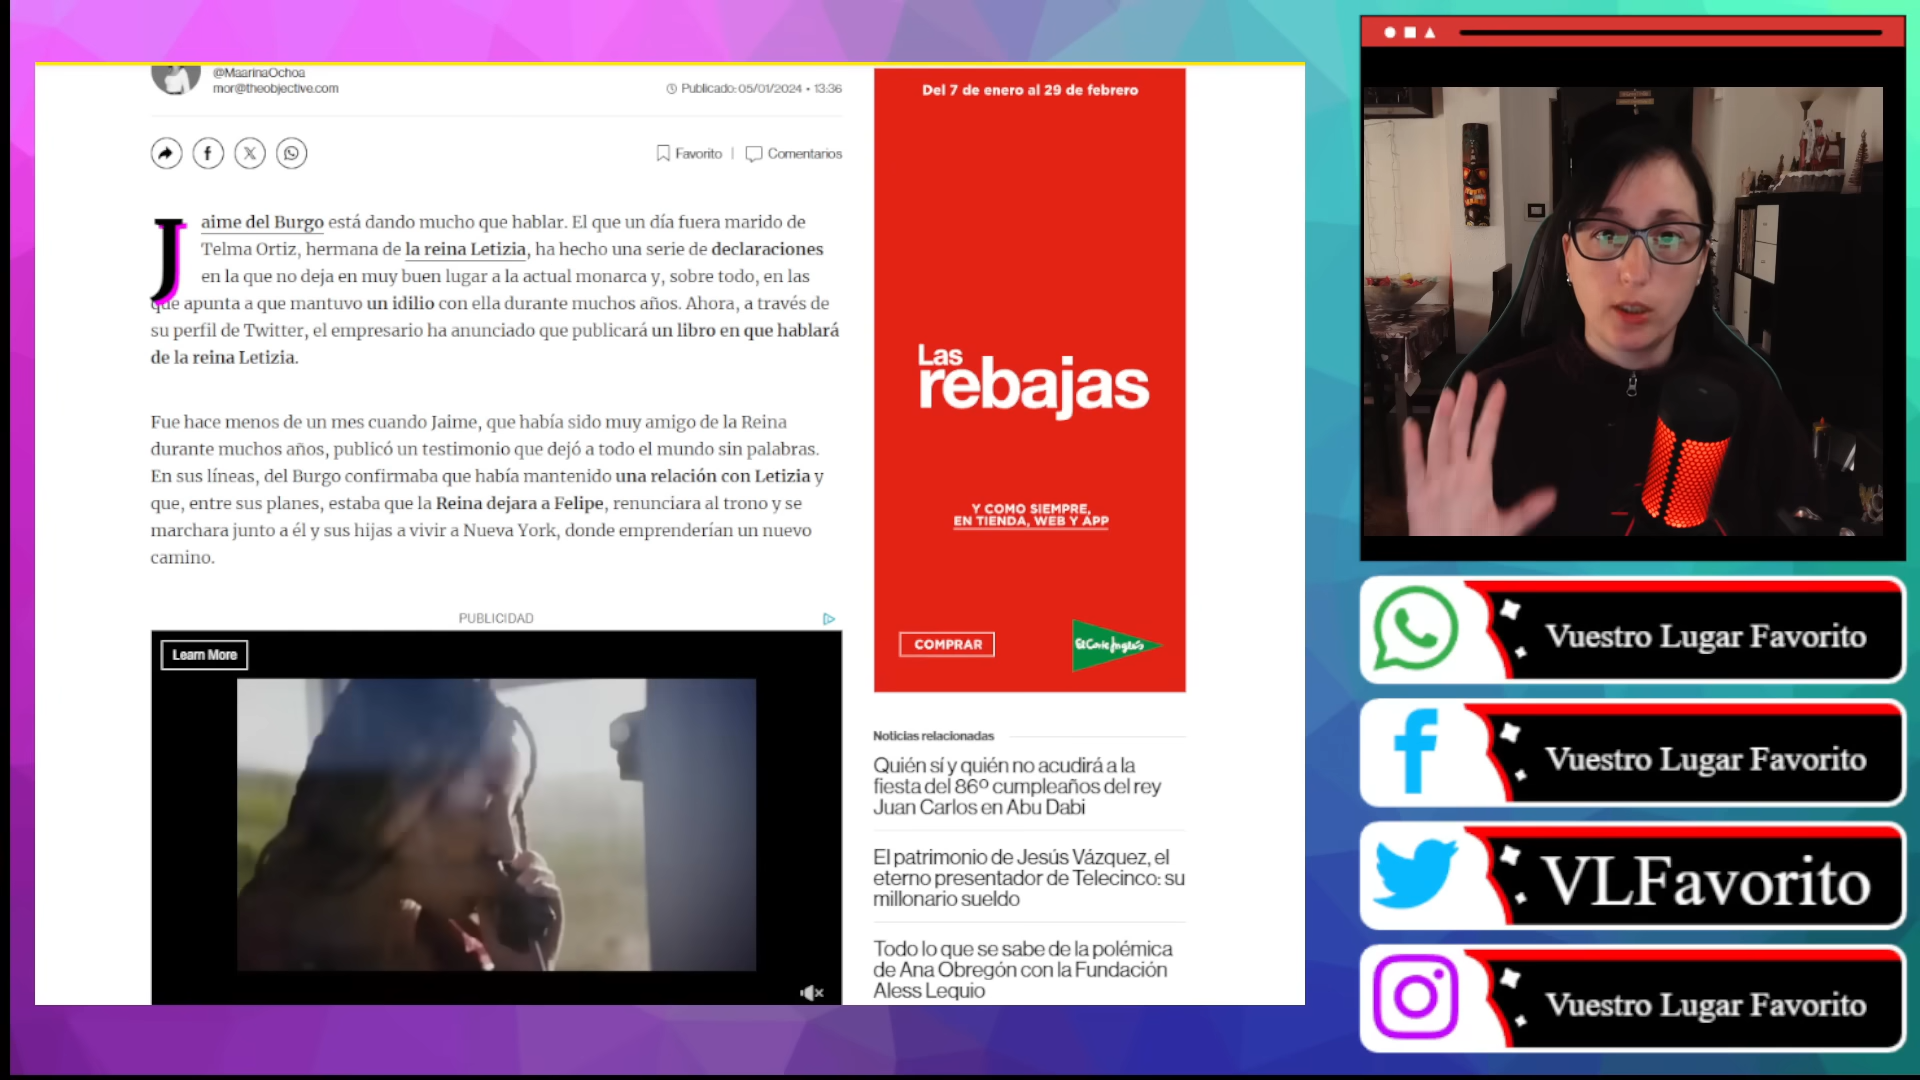 @MaarinaOchoa
mor@theobjective.com
Publicado: 05/01/2024 • 13:36
Favorito | Comentarios
Jaime del Burgo está dando mucho que hablar. El que un día fuera marido de
Telma Ortiz, hermana de la reina Letizia, ha hecho una serie de declaraciones
en la que no deja en muy buen lugar a la actual monarca y, sobre todo, en las
que apunta a que mantuvo un idilio con ella durante muchos años. Ahora, a través de
su perfil de Twitter, el empresario ha anunciado que publicará un libro en que hablará
de la reina Letizia.
Fue hace menos de un mes cuando Jaime, que había sido muy amigo de la Reina
durante muchos años, publicó un testimonio que dejó a todo el mundo sin palabras.
En sus líneas, del Burgo confirmaba que había mantenido una relación con Letizia y
que, entre sus planes, estaba que la Reina dejara a Felipe, renunciara al trono y se
marchara junto a él y sus hijas a vivir a Nueva York, donde emprenderían un nuevo
camino.
PUBLICIDAD
Learn More
Del 7 de enero al 29 de febrero
Las
rebajas
Y COMO SIEMPRE,
EN TIENDA, WEB Y APP
COMPRAR
El Corte Inglés
Noticias relacionadas
Quién sí y quién no acudirá a la
fiesta del 86º cumpleaños del rey
Juan Carlos en Abu Dabi
El patrimonio de Jesús Vázquez, el
eterno presentador de Telecinco: su
millonario sueldo
Todo lo que se sabe de la polémica
de Ana Obregón con la Fundación
Aless Lequio
Vuestro Lugar Favorito
Vuestro Lugar Favorito
VLFavorito
Vuestro Lugar Favorito